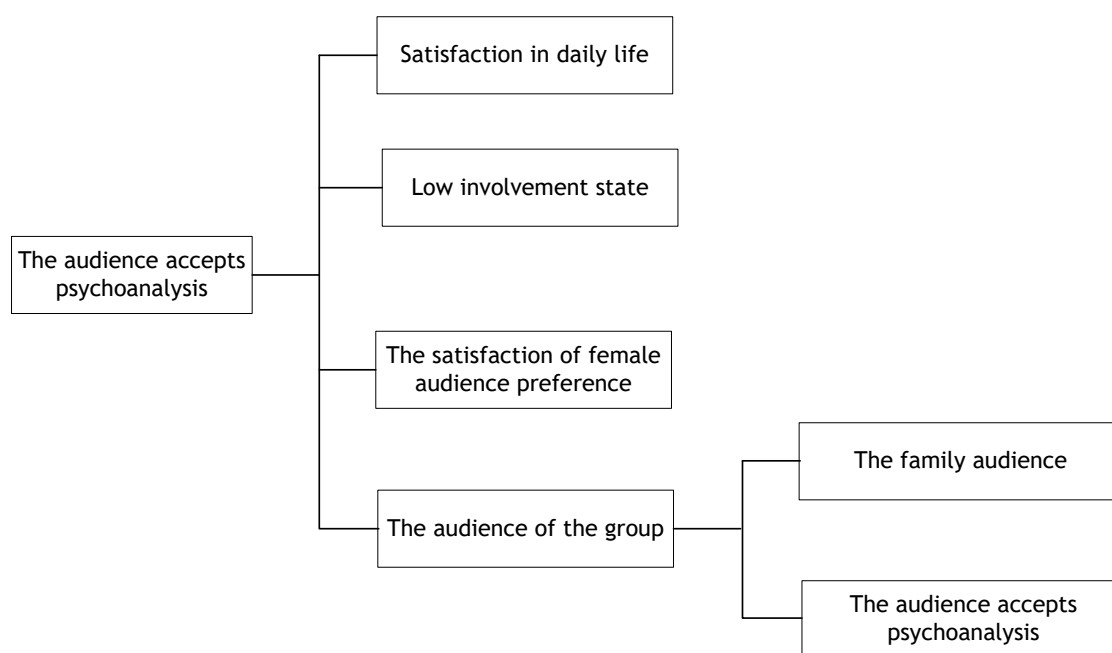 Satisfaction in daily life
Low involvement state
The audience accepts
psychoanalysis
The satisfaction of female
audience preference
The family audience
The audience of the group
The audience accepts
psychoanalysis